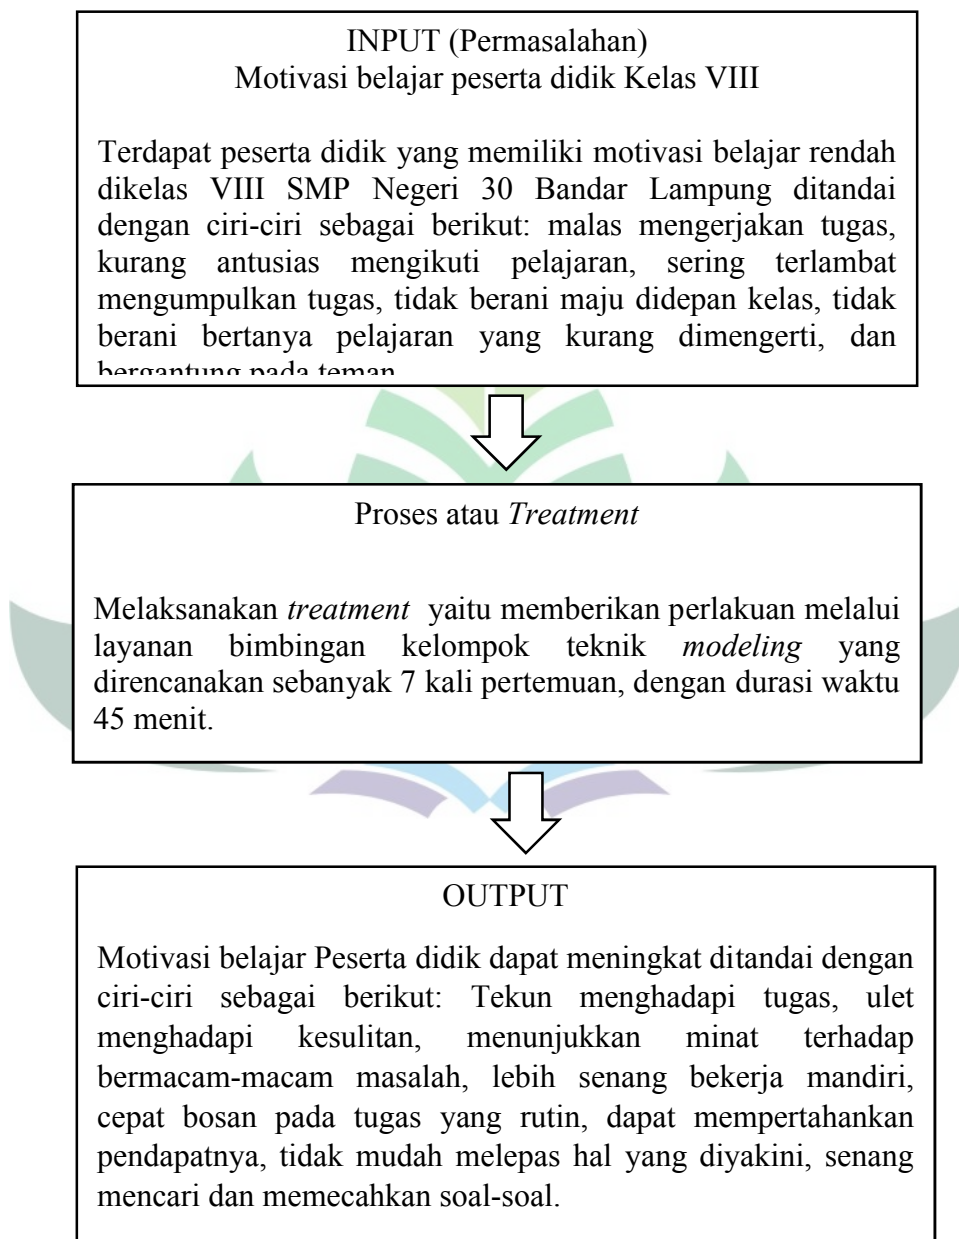 INPUT (Permasalahan)
Motivasi belajar peserta didik Kelas VIII
Terdapat peserta didik yang memiliki motivasi belajar rendah
dikelas VIII SMP Negeri 30 Bandar Lampung ditandai
dengan ciri-ciri sebagai berikut: malas mengerjakan tugas,
kurang antusias mengikuti pelajaran, sering terlambat
mengumpulkan tugas, tidak berani maju didepan kelas, tidak
berani bertanya pelajaran yang kurang dimengerti, dan
bergantung pada teman
Proses atau Treatment
Melaksanakan treatment yaitu memberikan perlakuan melalui
layanan bimbingan kelompok teknik modeling yang
direncanakan sebanyak 7 kali pertemuan, dengan durasi waktu
45 menit.
OUTPUT
Motivasi belajar Peserta didik dapat meningkat ditandai dengan
ciri-ciri sebagai berikut: Tekun menghadapi tugas, ulet
menghadapi kesulitan, menunjukkan minat terhadap
bermacam-macam masalah, lebih senang bekerja mandiri,
cepat bosan pada tugas yang rutin, dapat mempertahankan
pendapatnya, tidak mudah melepas hal yang diyakini, senang
mencari dan memecahkan soal-soal.